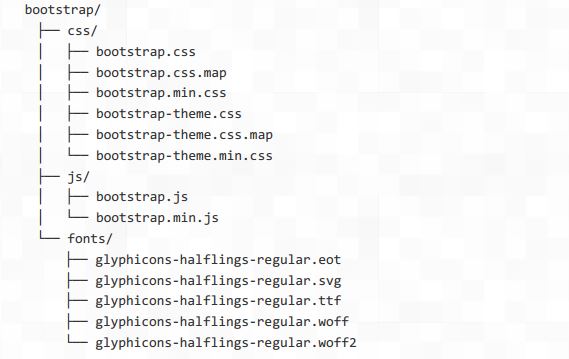 bootstrap/
├── css/
│   ├── bootstrap.css
│   ├── bootstrap.css.map
│   ├── bootstrap.min.css
│   ├── bootstrap-theme.css
│   ├── bootstrap-theme.css.map
│   └── bootstrap-theme.min.css
├── js/
│   ├── bootstrap.js
│   └── bootstrap.min.js
└── fonts/
    ├── glyphicons-halflings-regular.eot
    ├── glyphicons-halflings-regular.svg
    ├── glyphicons-halflings-regular.ttf
    ├── glyphicons-halflings-regular.woff
    └── glyphicons-halflings-regular.woff2